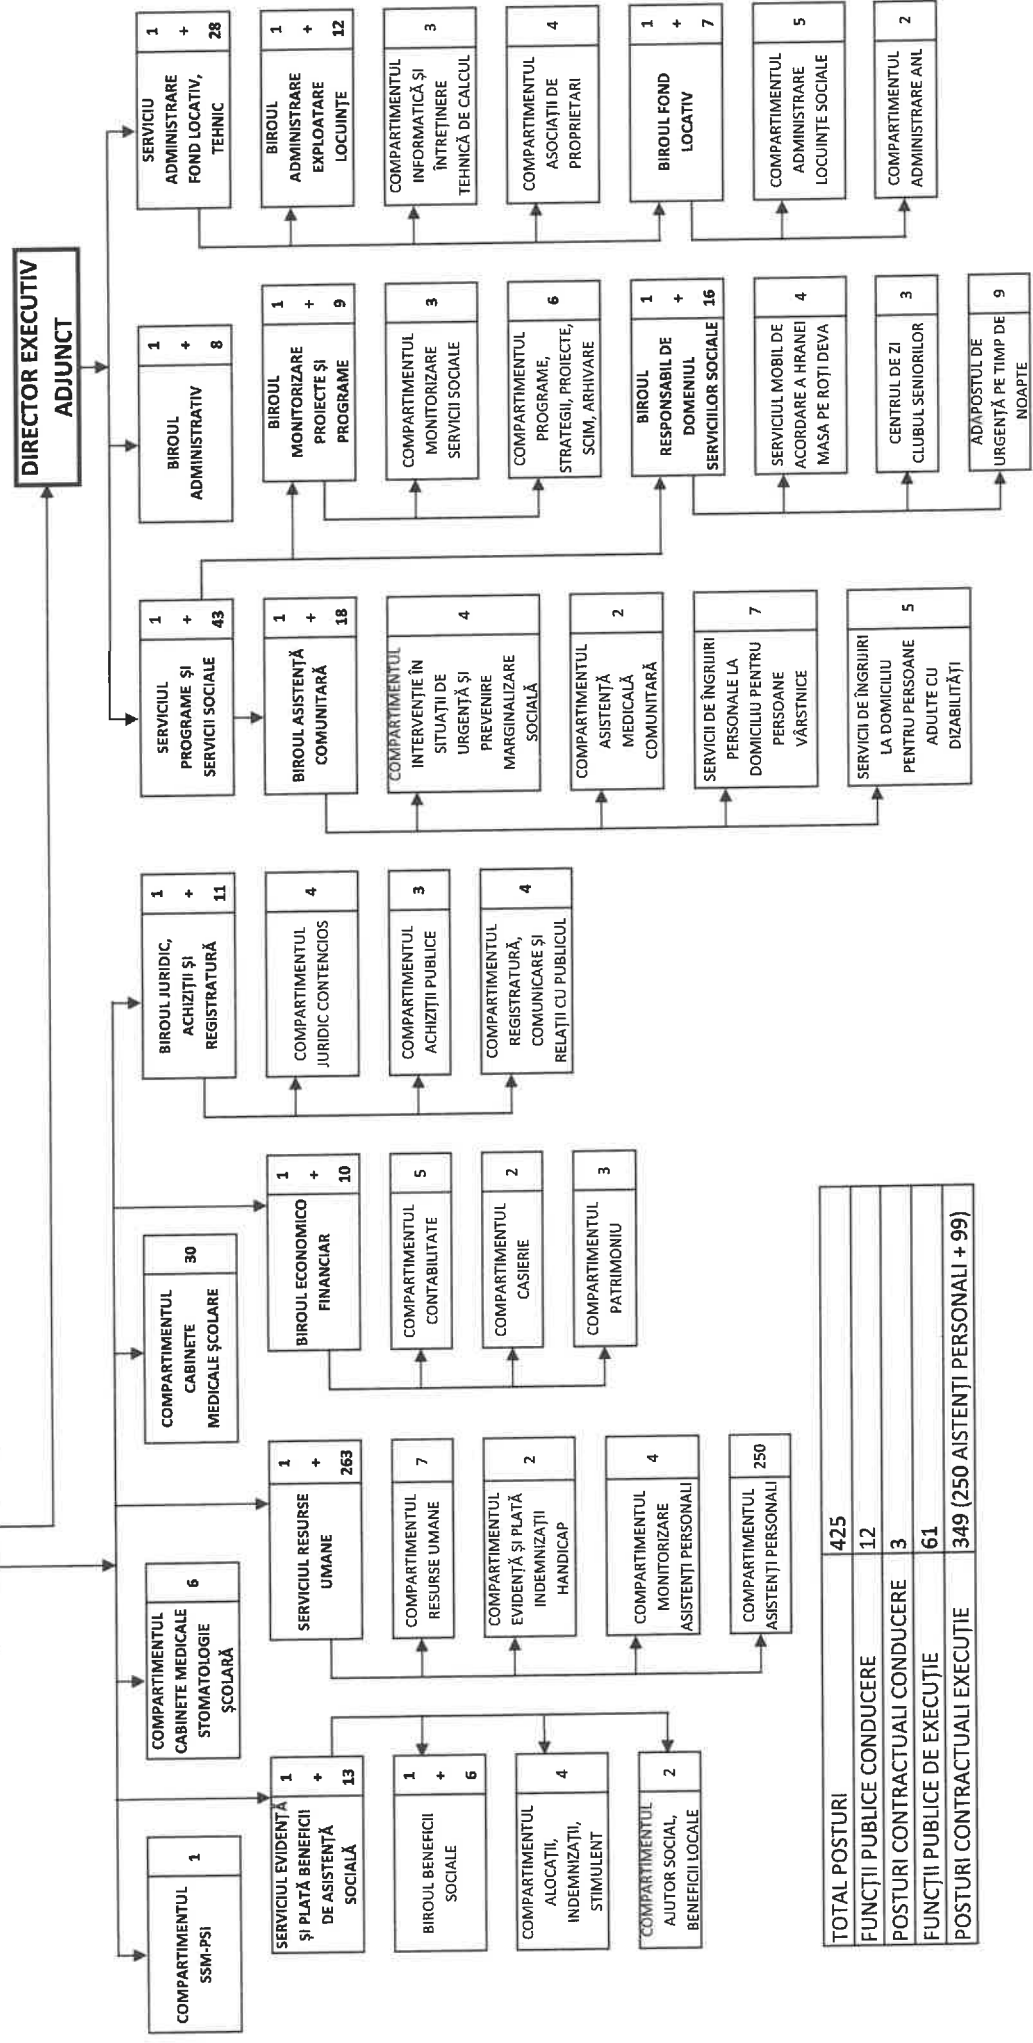 DIRECTOR EXECUTIV
ADJUNCT
COMPARTIMENTUL
SSM-PSI
1
COMPARTIMENTUL
CABINETE MEDICALE
STOMATOLOGIE
ȘCOLARĂ
6
COMPARTIMENTUL
CABINETE
MEDICALE ȘCOLARE
30
BIROUL JURIDIC,
ACHIZIȚII ȘI
REGISTRATURĂ
1
+
11
SERVICIUL
PROGRAME ȘI
SERVICII SOCIALE
1
+
43
BIROUL
ADMINISTRATIV
1
+
8
SERVICIU
ADMINISTRARE
FOND LOCATIV,
TEHNIC
1
+
28
SERVICIUL EVIDENȚĂ
ȘI PLATĂ BENEFICII
DE ASISTENȚĂ
SOCIALĂ
1
+
13
BIROUL BENEFICII
SOCIALE
1
+
6
COMPARTIMENTUL
ALOCAȚII,
INDEMNIZAȚII,
STIMULENT
4
COMPARTIMENTUL
AJUTOR SOCIAL,
BENEFICII LOCALE
2
SERVICIUL RESURSE
UMANE
1
+
263
COMPARTIMENTUL
RESURSE UMANE
7
COMPARTIMENTUL
EVIDENȚĂ ȘI PLATĂ
INDEMNIZAȚII
HANDICAP
2
COMPARTIMENTUL
MONITORIZARE
ASISTENȚI PERSONALI
4
COMPARTIMENTUL
ASISTENȚI PERSONALI
250
BIROUL ECONOMICO
FINANCIAR
1
+
10
COMPARTIMENTUL
CONTABILITATE
5
COMPARTIMENTUL
CASIERIE
2
COMPARTIMENTUL
PATRIMONIU
3
COMPARTIMENTUL
JURIDIC CONTENCIOS
4
COMPARTIMENTUL
ACHIZIȚII PUBLICE
3
COMPARTIMENTUL
REGISTRATURĂ,
COMUNICARE ȘI
RELAȚII CU PUBLICUL
4
BIROUL ASISTENȚĂ
COMUNITARĂ
1
+
18
COMPARTIMENTUL
INTERVENȚIE ÎN
SITUAȚII DE
URGENȚĂ ȘI
PREVENIRE
MARGINALIZARE
SOCIALĂ
4
COMPARTIMENTUL
ASISTENȚĂ
MEDICALĂ
COMUNITARĂ
2
SERVICII DE ÎNGRIJIRI
PERSONALE LA
DOMICILIU PENTRU
PERSOANE
VÂRSTNICE
7
SERVICII DE ÎNGRIJIRI
LA DOMICILIU
PENTRU PERSOANE
ADULTE CU
DIZABILITĂȚI
5
BIROUL
MONITORIZARE
PROIECTE ȘI
PROGRAME
1
+
9
COMPARTIMENTUL
MONITORIZARE
SERVICII SOCIALE
3
COMPARTIMENTUL
PROGRAME,
STRATEGII, PROIECTE,
SCIM, ARHIVARE
6
BIROUL
RESPONSABIL DE
DOMENIUL
SERVICIILOR SOCIALE
1
+
16
SERVICIUL MOBIL DE
ACORDARE A HRANEI
MASA PE ROȚI DEVA
4
CENTRUL DE ZI
CLUBUL SENIORILOR
3
ADĂPOSTUL DE
URGENȚĂ PE TIMP DE
NOAPTE
9
BIROUL
ADMINISTRARE
EXPLOATARE
LOCUINȚE
1
+
12
COMPARTIMENTUL
INFORMATICĂ ȘI
ÎNTREȚINERE
TEHNICĂ DE CALCUL
3
COMPARTIMENTUL
ASOCIAȚII DE
PROPRIETARI
4
BIROUL FOND
LOCATIV
1
+
7
COMPARTIMENTUL
ADMINISTRARE
LOCUINȚE SOCIALE
5
COMPARTIMENTUL
ADMINISTRARE ANL
2
TOTAL POSTURI 425
FUNCȚII PUBLICE CONDUCERE 12
POSTURI CONTRACTUALI CONDUCERE 3
FUNCȚII PUBLICE DE EXECUȚIE 61
POSTURI CONTRACTUALI EXECUȚIE 349 (250 AISTENȚI PERSONALI + 99)